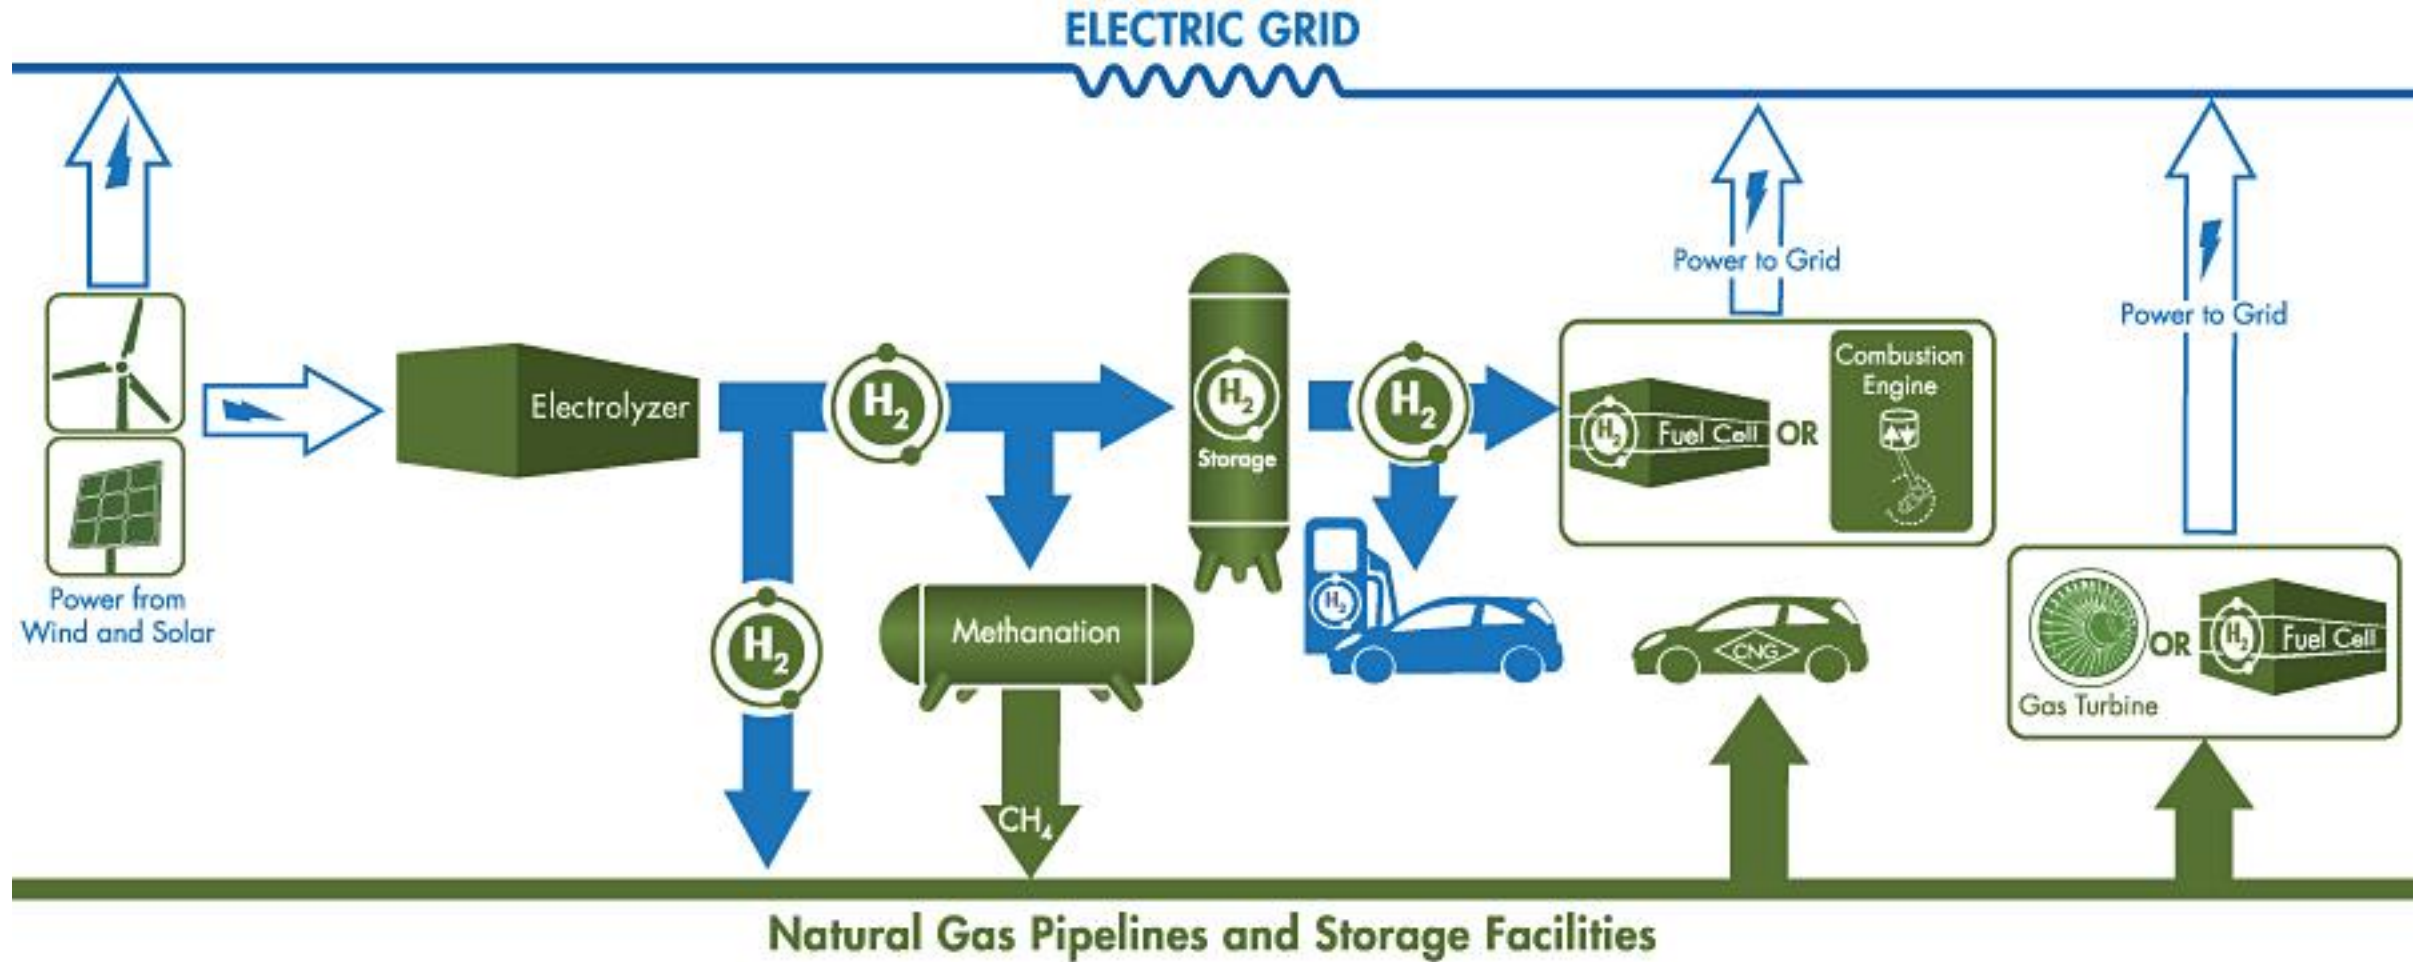 ELECTRIC GRID
Power to Grid
Power to Grid
Power from
Wind and Solar
Electrolyzer
H2
H2
Methanation
CH4
H2
Storage
H2
H2
H2
Fuel Cell
OR
Combustion
Engine
CNG
Gas Turbine
OR
H2
Fuel Cell
Natural Gas Pipelines and Storage Facilities